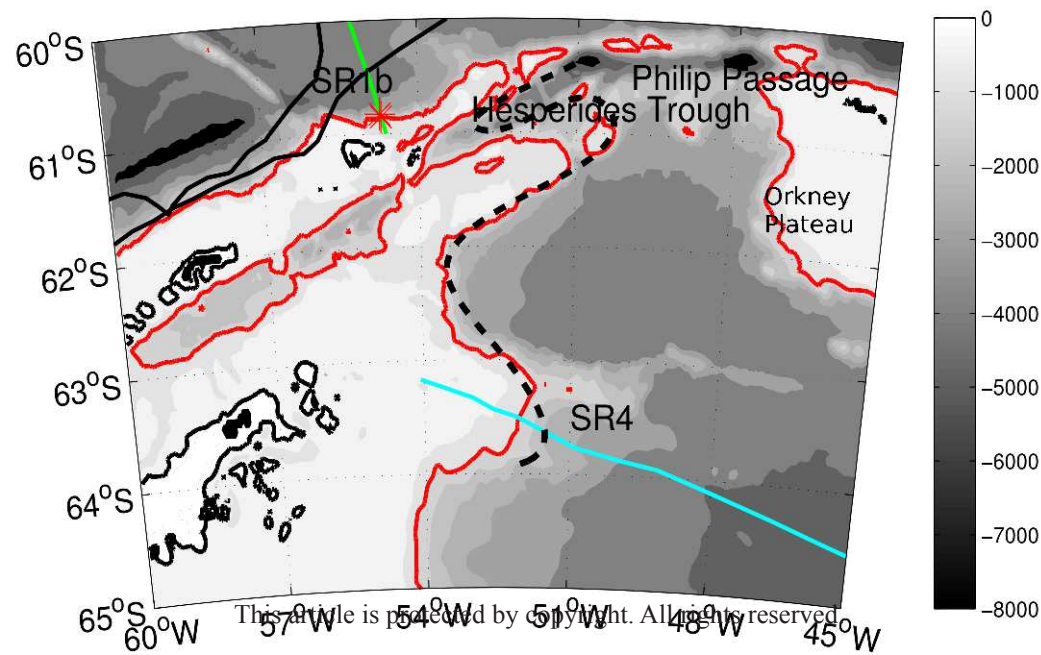 60°S
61°S
62°S
63°S
64°S
65°S
60°W
57°W
54°W
51°W
48°W
45°W
SR1b
Philip Passage
Hesperides Trough
Orkney
Plateau
SR4
0
−1000
−2000
−3000
−4000
−5000
−6000
−7000
−8000
This article is protected by copyright. All rights reserved.